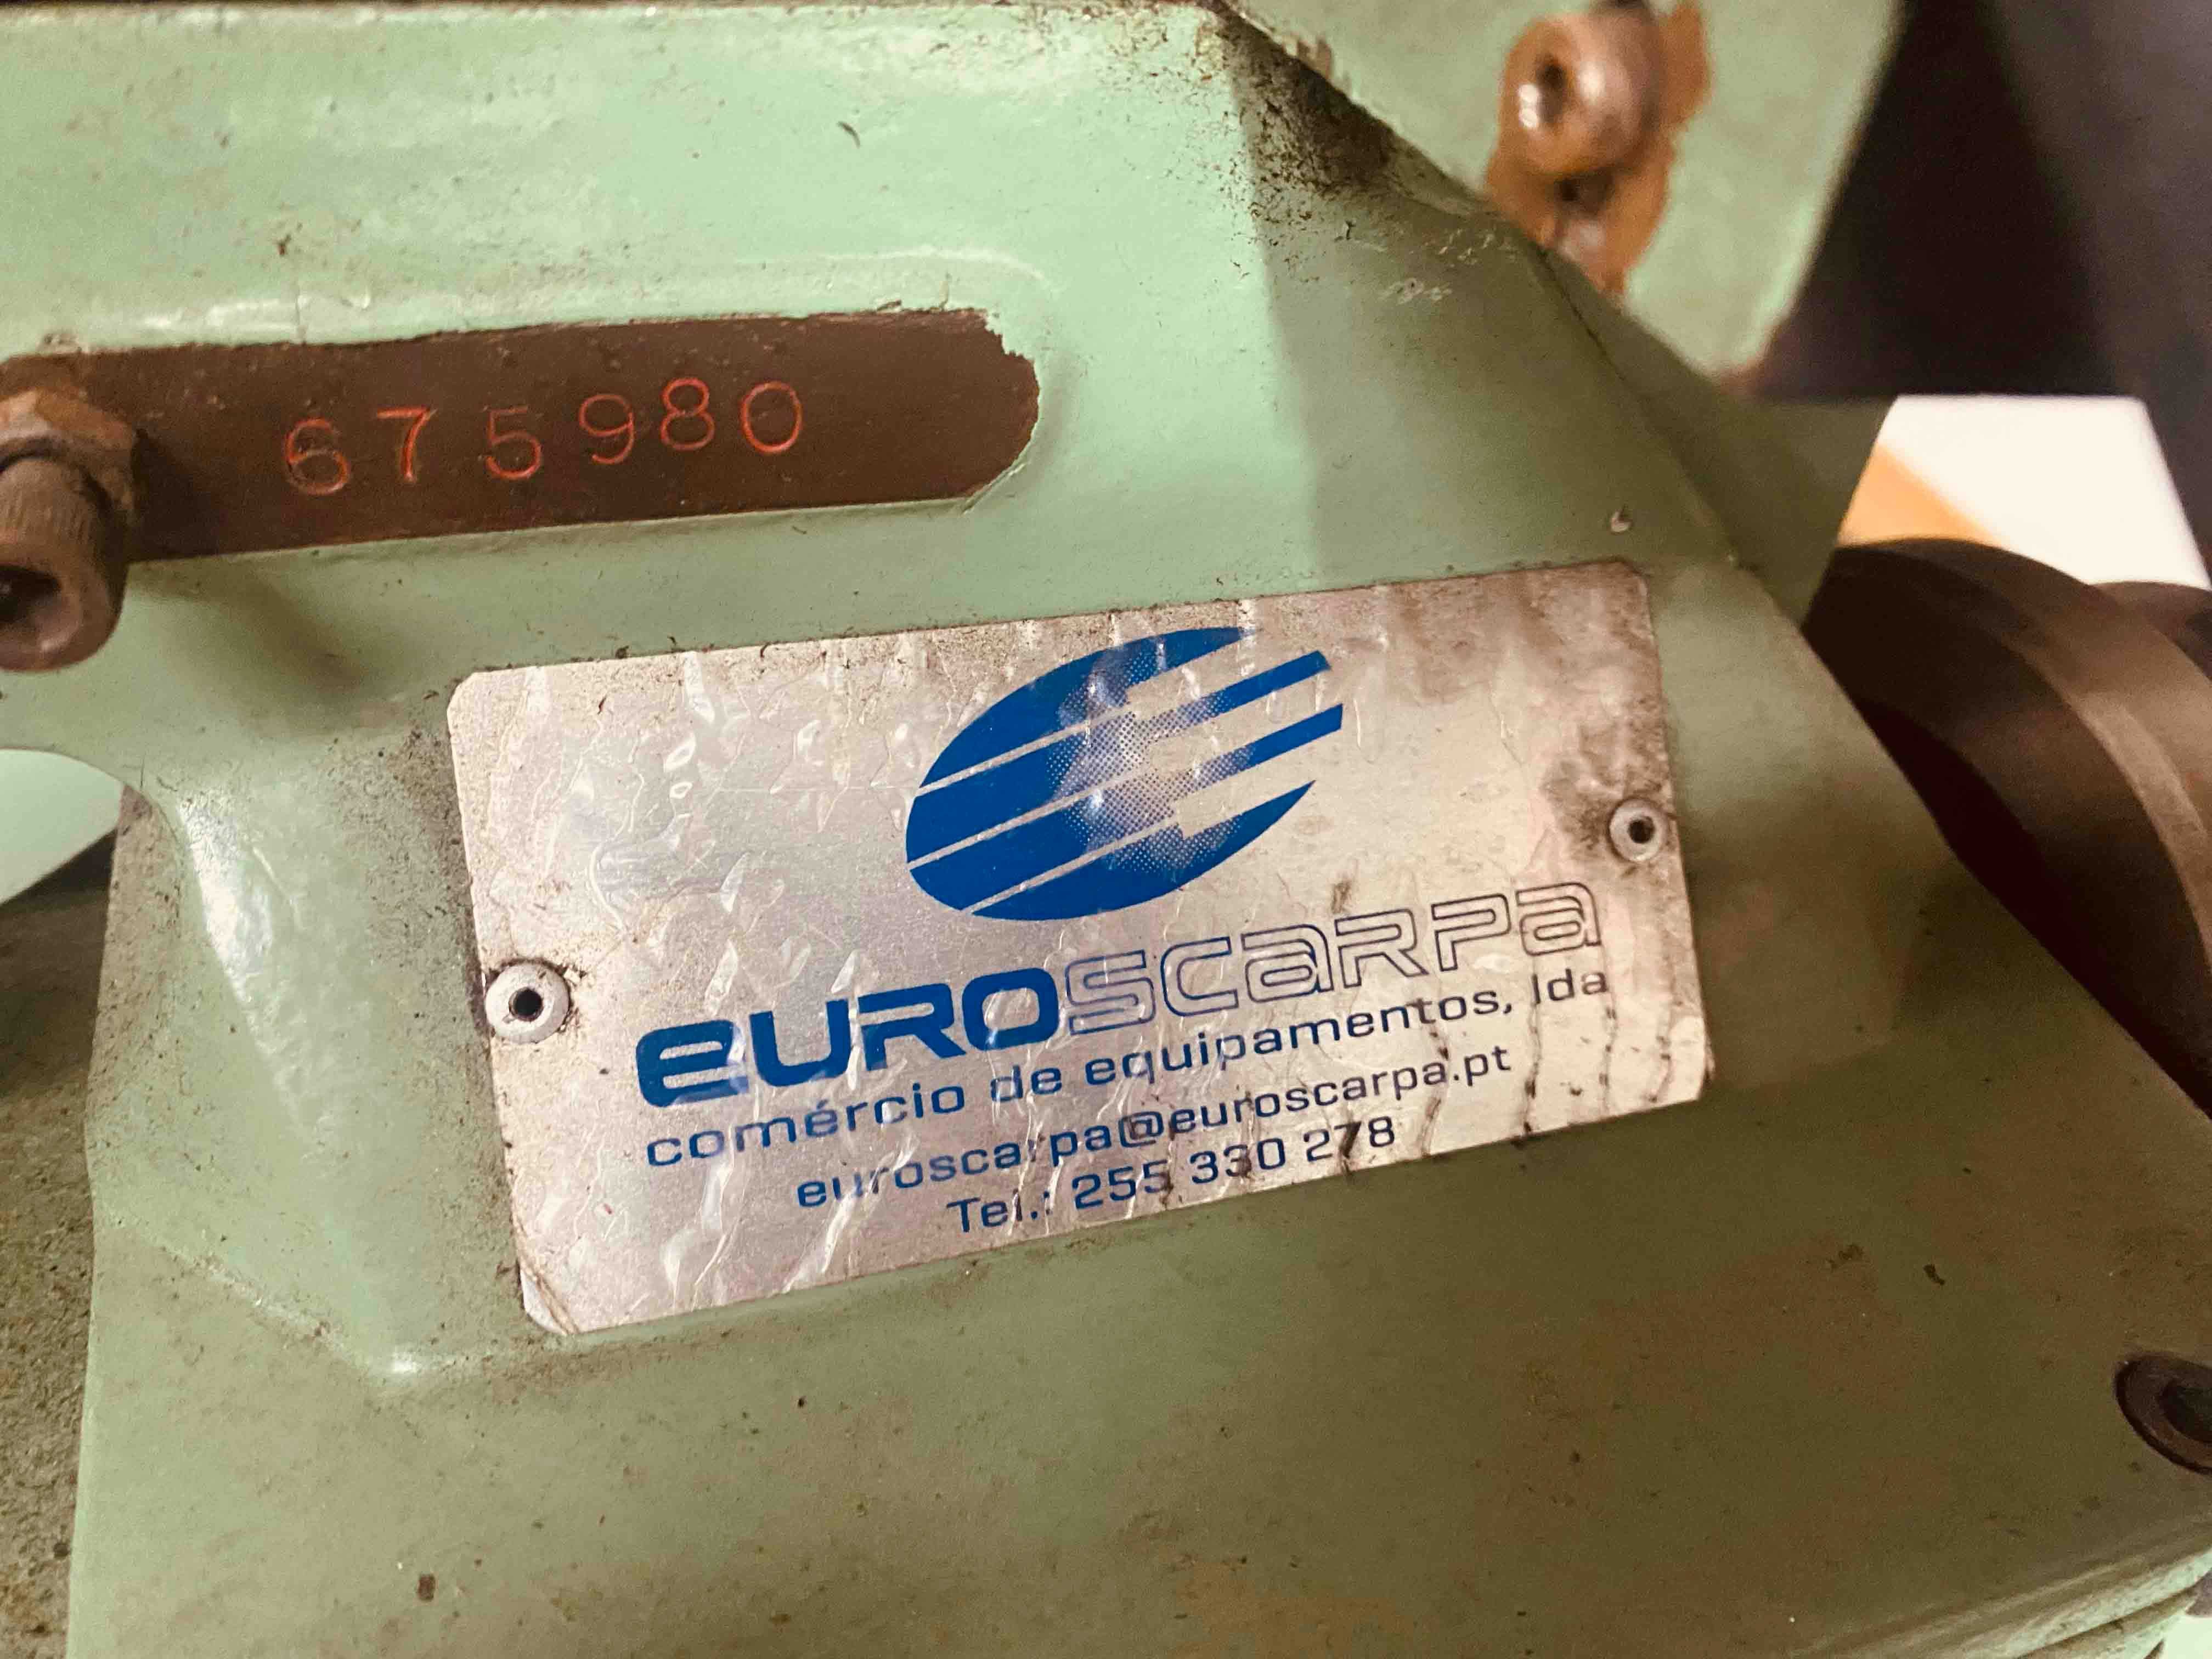 675980
euroscarpa
comércio de equipamentos, lda
euroscarpa@euroscarpa.pt
Tel.: 255 330 278